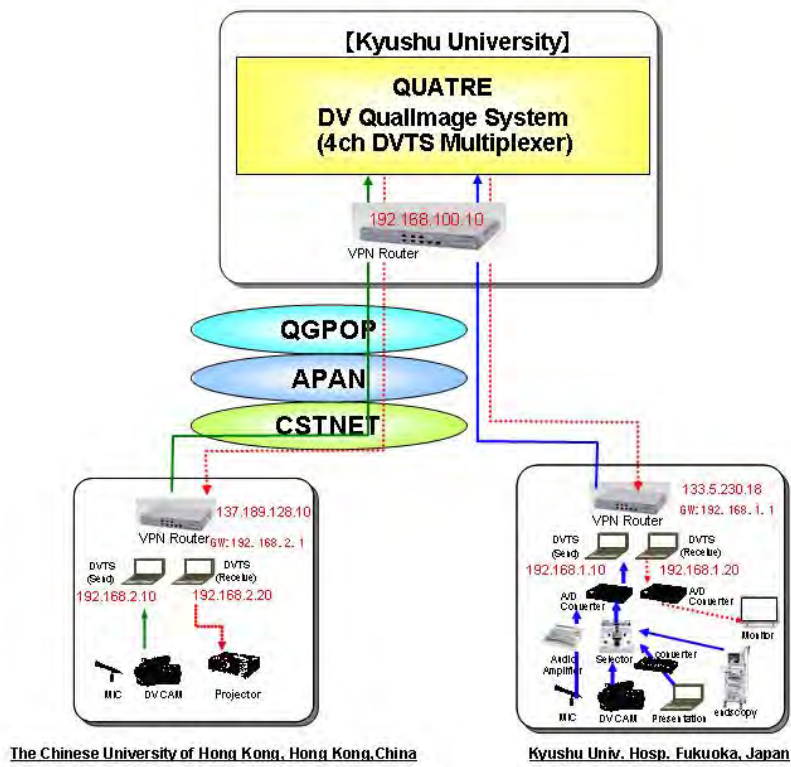 【Kyushu University】
QUATRE
DV QualImage System
(4ch DVTS Multiplexer)
192.168.100.10
VPN Router
QGPOP
APAN
CSTNET
137.189.128.10
VPN Router
GW:192.168.2.1
DVTS
(Send)
DVTS
(Receive)
192.168.2.10
192.168.2.20
MIC
DV CAM
Projector
The Chinese University of Hong Kong, Hong Kong,China
133.5.230.18
GW:192.168.1.1
VPN Router
DVTS
(Send)
DVTS
(Receive)
192.168.1.10
192.168.1.20
A/D
Converter
A/D
Converter
Monitor
Audio
Amplifier
Selector
converter
MIC
DV CAM
Presentation
endscopy
Kyushu Univ. Hosp. Fukuoka, Japan